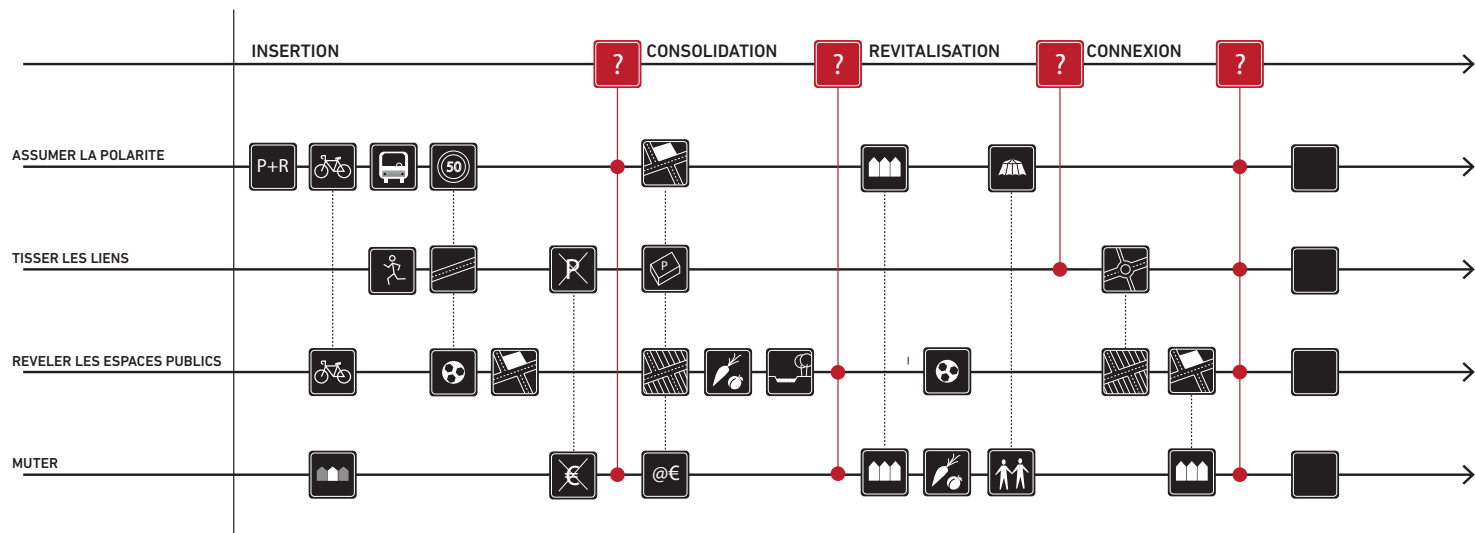 INSERTION
?
CONSOLIDATION
?
REVITALISATION
?
CONNEXION
?
ASSUMER LA POLARITE
P+R
50
TISSER LES LIENS
P
P
REVELER LES ESPACES PUBLICS
MUTER
€
@€